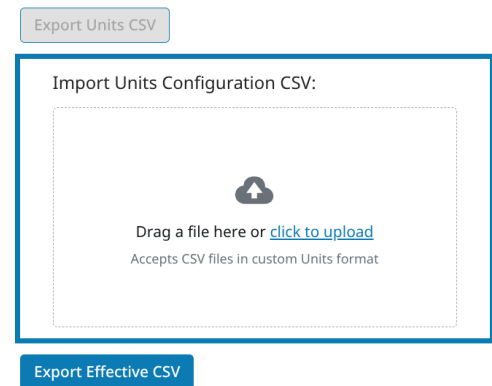 Export Units CSV
Import Units Configuration CSV:
Drag a file here or click to upload
Accepts CSV files in custom Units format
Export Effective CSV